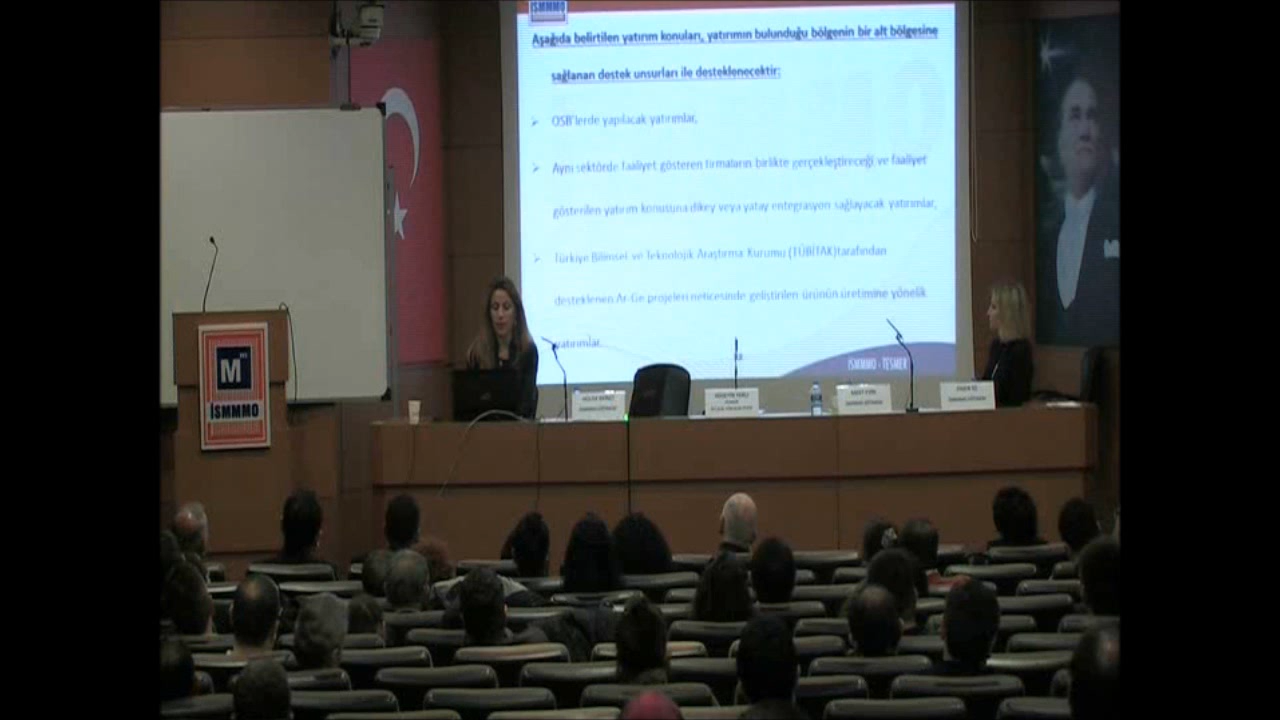 İSMMMO
Aşağıda belirtilen yatırım konuları, yatırımın bulunduğu bölgenin bir alt bölgesine
sağlanan destek unsurları ile desteklenecektir:
OSB'lerde yapılacak yatırımlar,
Aynı sektörde faaliyet gösteren firmaların birlikte gerçekleştireceği ve faaliyet
gösterilen yatırım konusuna dikey veya yatay entegrasyon sağlayacak yatırımlar,
Türkiye Bilimsel ve Teknolojik Araştırma Kurumu (TÜBİTAK)tarafından
desteklenen Ar-Ge projeleri neticesinde geliştirilen ürünün üretimine yönelik
yatırımlar.
İSMMMO - TESMER
M
İSMMMO